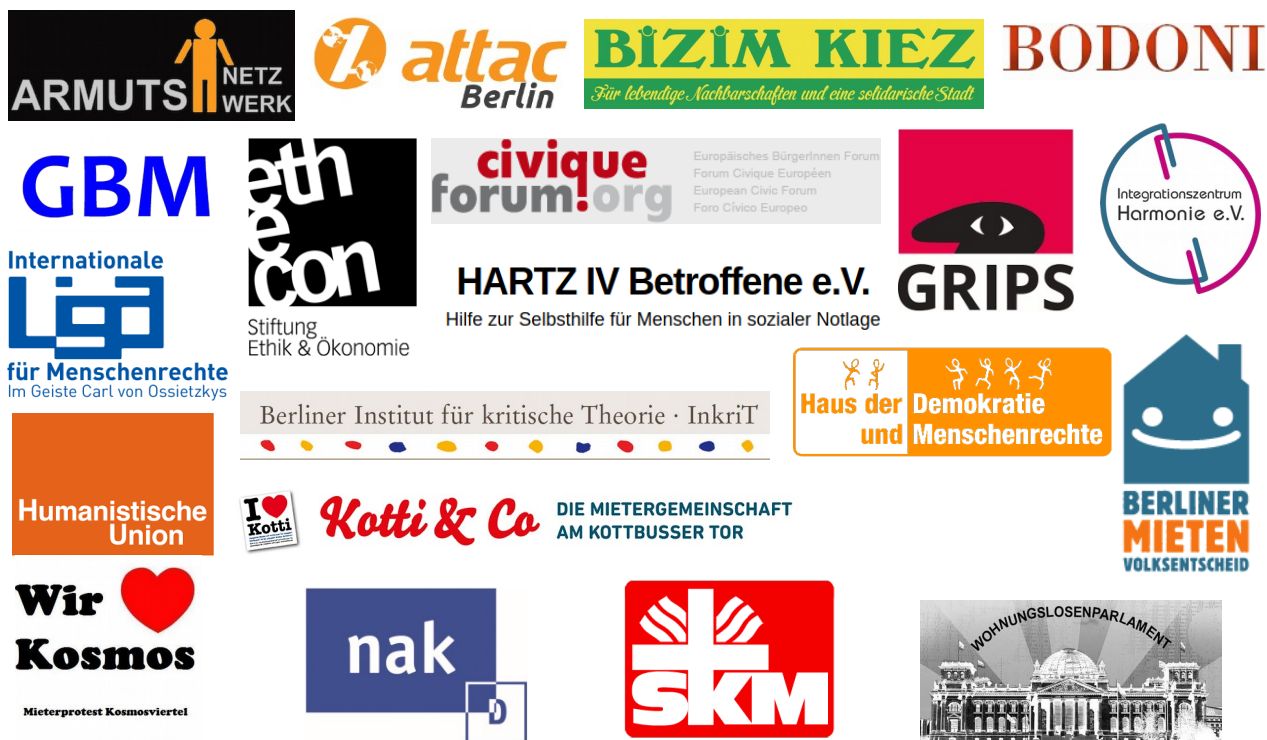 ARMUTS
NETZ
WERK
attac
Berlin
BİZİM KIEZ
Für lebendige Nachbarschaften und eine solidarische Stadt
BODONI
GBM
eth
e
con
Stiftung
Ethik & Ökonomie
civique
forum!org
Europäisches BürgerInnen Forum
Forum Civique Européen
European Civic Forum
Foro Cívico Europeo
GRIPS
Integrationszentrum
Harmonie e.V.
Internationale
Liga
für Menschenrechte
Im Geiste Carl von Ossietzkys
HARTZ IV Betroffene e.V.
Hilfe zur Selbsthilfe für Menschen in sozialer Notlage
Haus der Demokratie
und Menschenrechte
BERLINER
MIETEN
VOLKSENTSCHEID
Berliner Institut für kritische Theorie · InkriT
Humanistische
Union
I
Kotti
Kotti & Co
DIE MIETERGEMEINSCHAFT
AM KOTTBUSSER TOR
Wir
Kosmos
Mieterprotest Kosmosviertel
nak
D
SKM
WOHNUNGSLOSENPARLAMENT